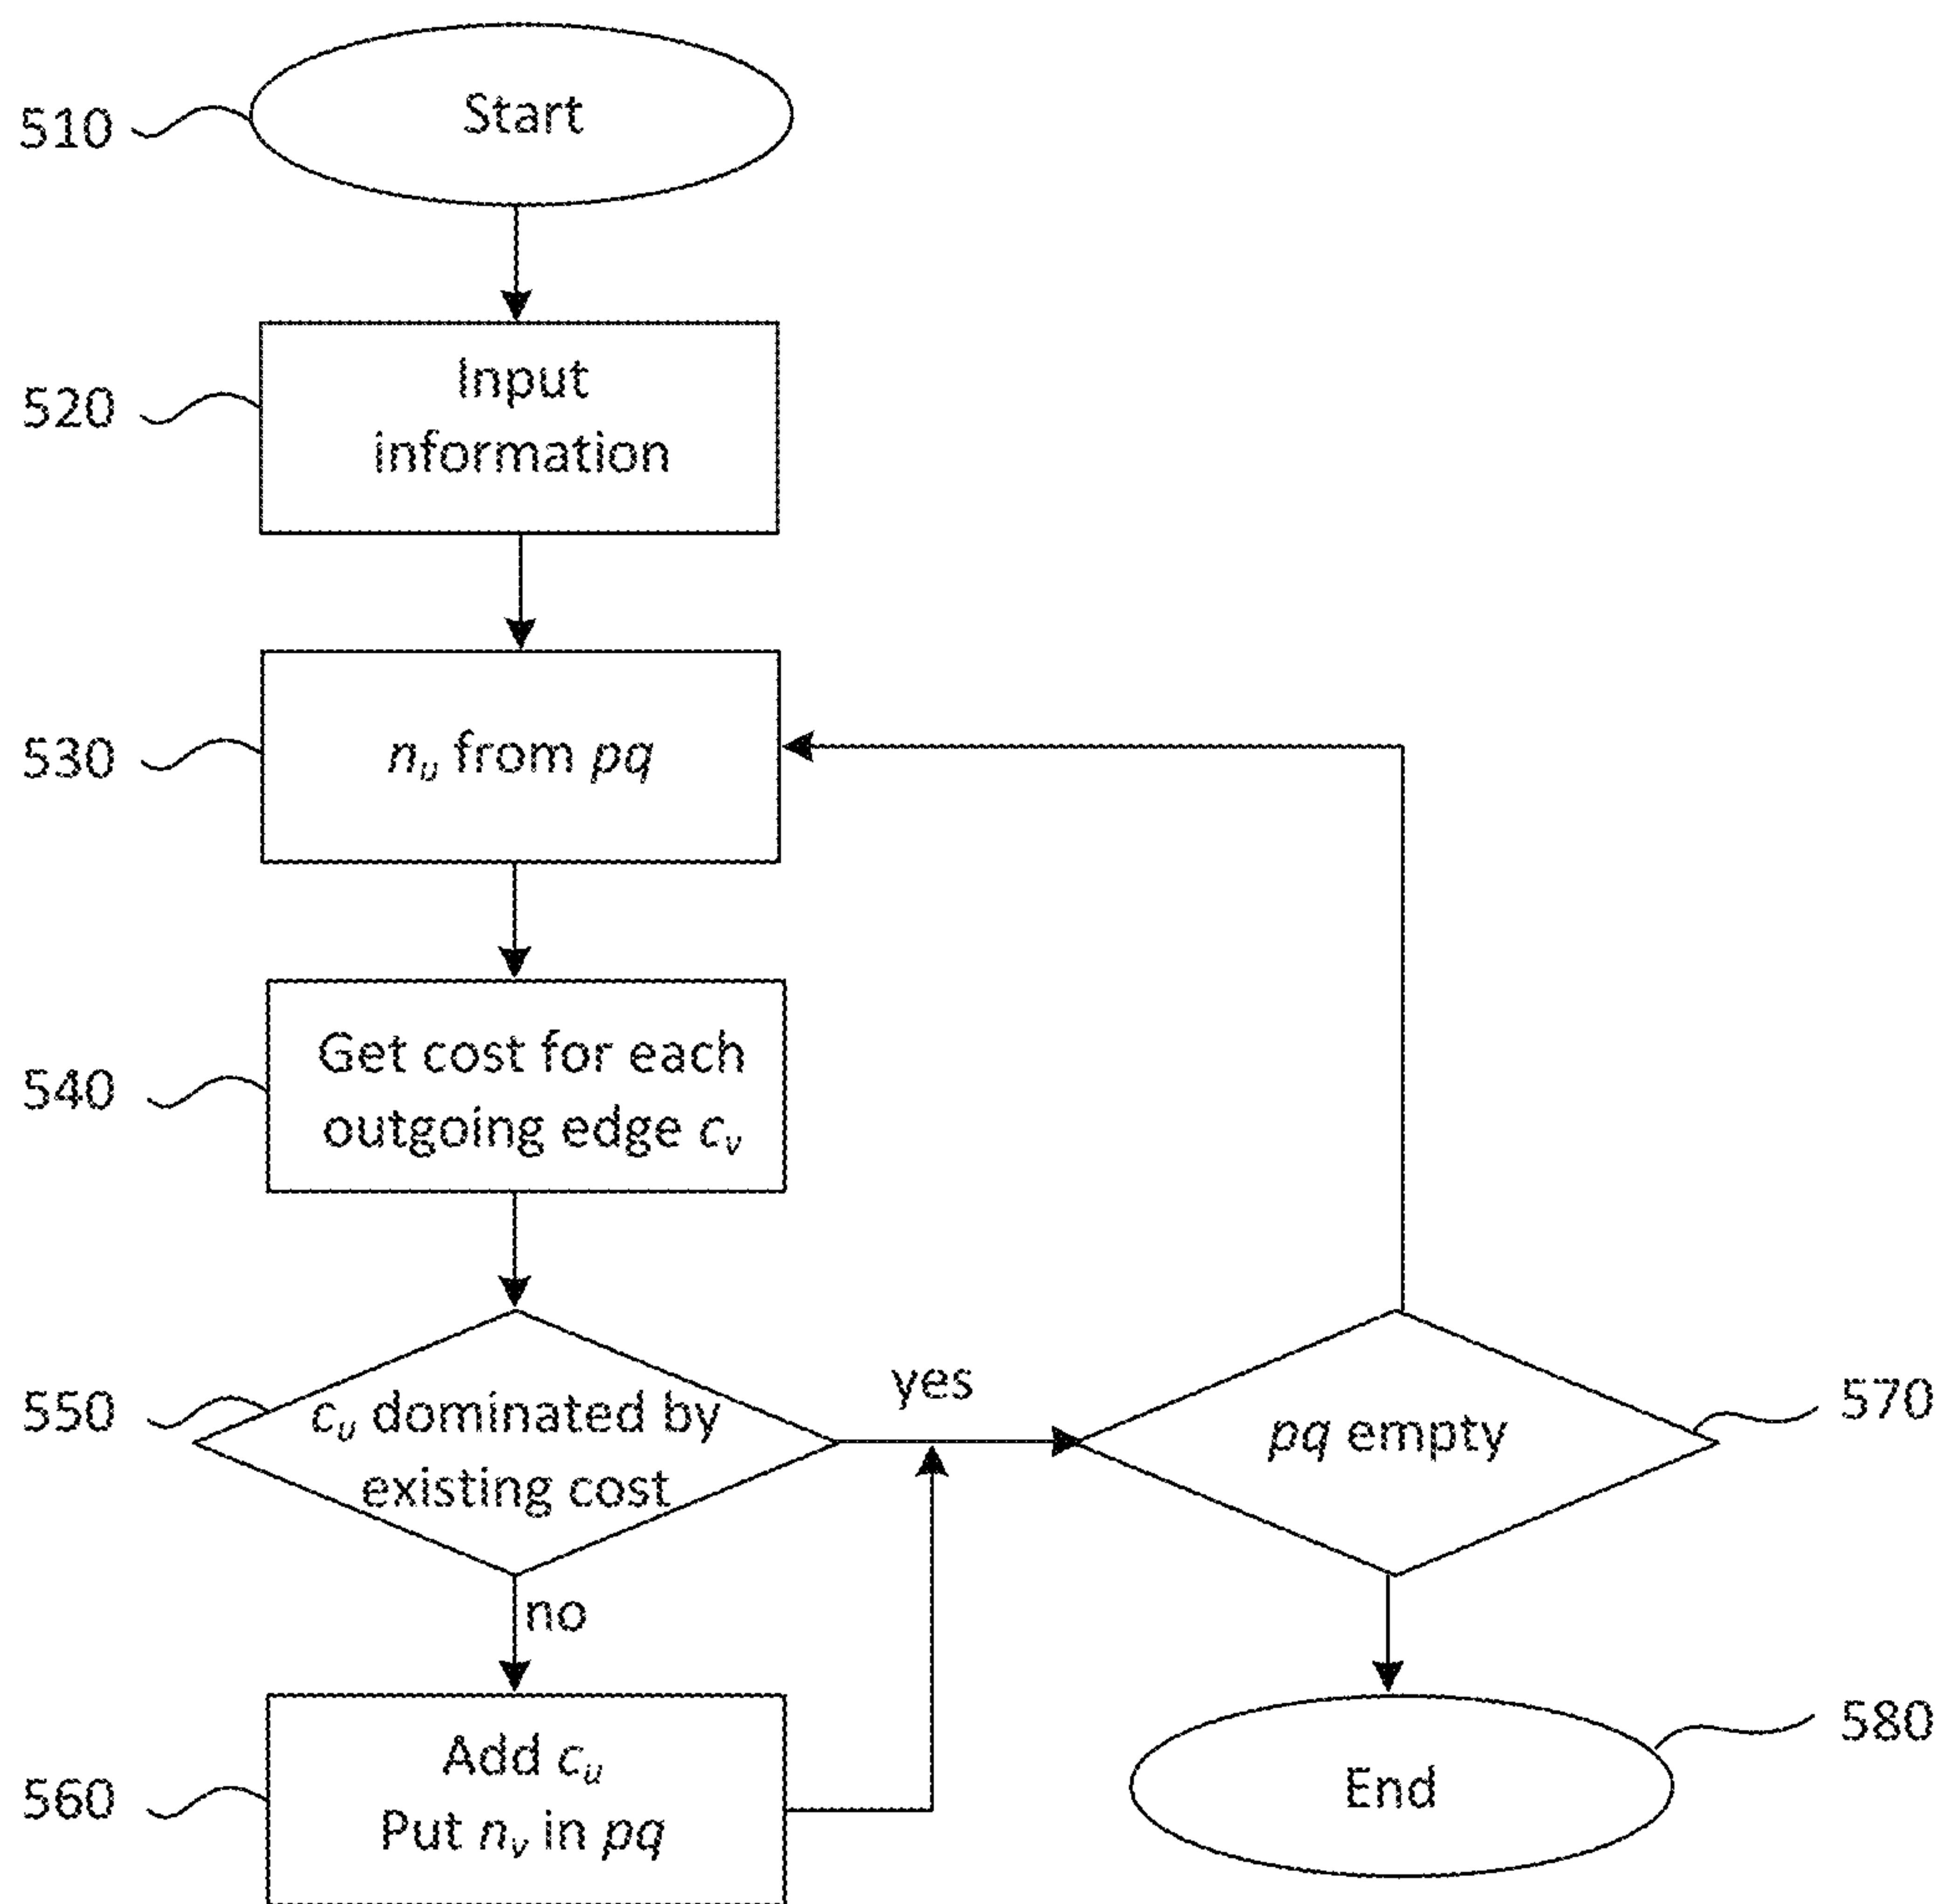 510
Start
520
Input
information
530
nᵤ from pq
540
Get cost for each
outgoing edge cᵥ
550
cᵤ dominated by
existing cost
yes
pq empty
570
no
560
Add cᵤ
Put nᵥ in pq
End
580